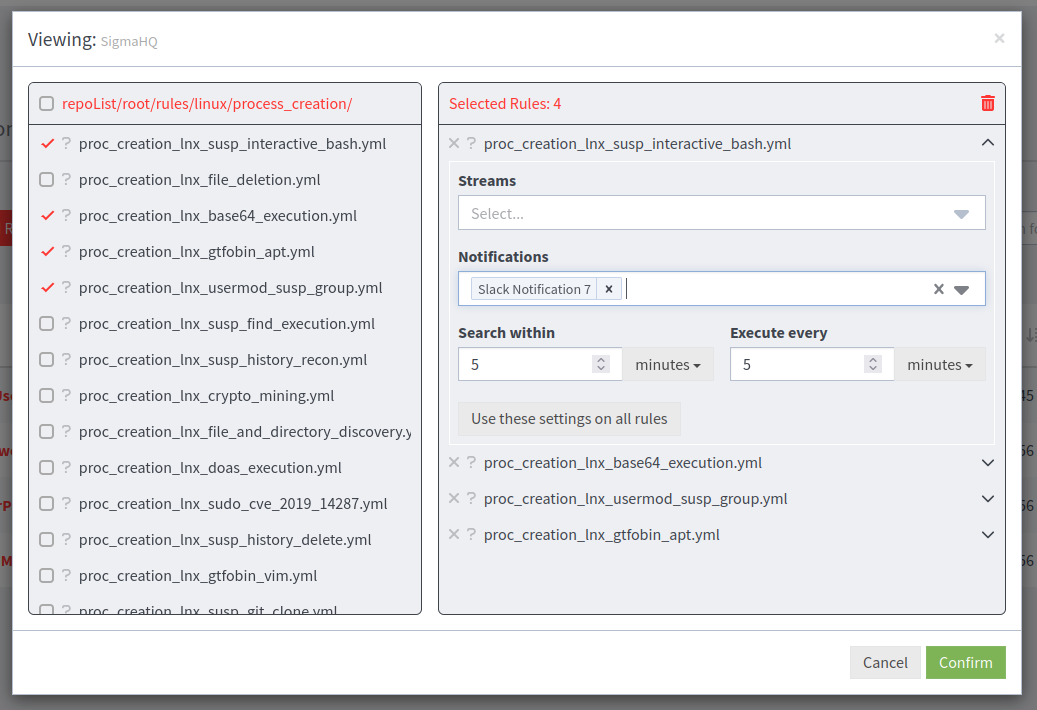 Viewing: SigmaHQ
×
repoList/root/rules/linux/process_creation/
? proc_creation_lnx_susp_interactive_bash.yml
? proc_creation_lnx_file_deletion.yml
? proc_creation_lnx_base64_execution.yml
? proc_creation_lnx_gtfobin_apt.yml
? proc_creation_lnx_usermod_susp_group.yml
? proc_creation_lnx_susp_find_execution.yml
? proc_creation_lnx_susp_history_recon.yml
? proc_creation_lnx_crypto_mining.yml
? proc_creation_lnx_file_and_directory_discovery.y
? proc_creation_lnx_doas_execution.yml
? proc_creation_lnx_sudo_cve_2019_14287.yml
? proc_creation_lnx_susp_history_delete.yml
? proc_creation_lnx_gtfobin_vim.yml
? proc_creation_lnx_susp_git_clone.yml
Selected Rules: 4
× ? proc_creation_lnx_susp_interactive_bash.yml
Streams
Select...
Notifications
Slack Notification 7 ×
×
Search within
5 minutes
Execute every
5 minutes
Use these settings on all rules
× ? proc_creation_lnx_base64_execution.yml
× ? proc_creation_lnx_usermod_susp_group.yml
× ? proc_creation_lnx_gtfobin_apt.yml
Cancel
Confirm